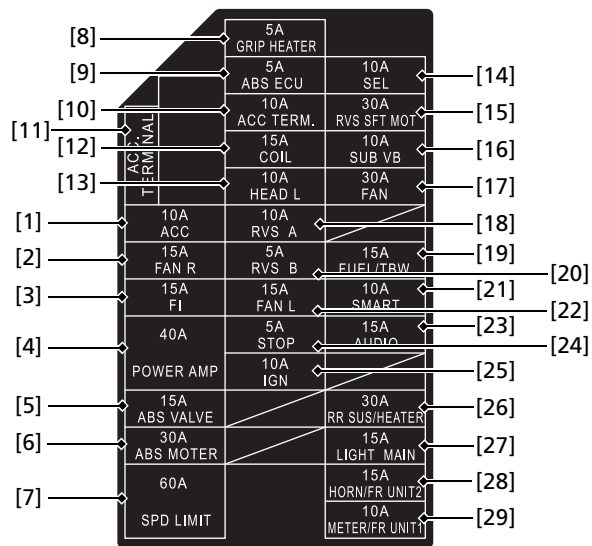 [8] 5A
GRIP HEATER
[9] 5A 10A [14]
ABS ECU SEL
[10] 10A 30A [15]
ACC TERM. RVS SFT MOT
[11] ACC.
TERMINAL
[12] 15A 10A [16]
COIL SUB VB
[13] 10A 30A [17]
HEAD L FAN
[1] 10A 10A [18]
ACC RVS A
[2] 15A 5A 15A [19]
FAN R RVS B FUEL/TBW [20]
[3] 15A 15A 10A [21]
FI FAN L SMART [22]
[4] 40A 5A 15A [23]
STOP AUDIO [24]
POWER AMP 10A [25]
IGN
[5] 15A 30A [26]
ABS VALVE RR SUS/HEATER
[6] 30A 15A [27]
ABS MOTER LIGHT MAIN
[7] 60A 15A [28]
HORN/FR UNIT2
SPD LIMIT 10A [29]
METER/FR UNIT1